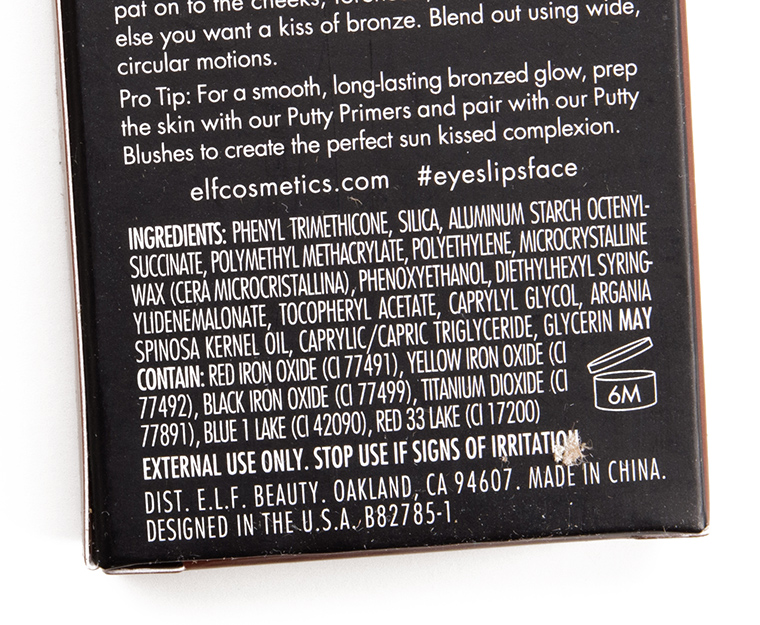 pat on to the cheeks,
else you want a kiss of bronze. Blend out using wide,
circular motions.
Pro Tip: For a smooth, long-lasting bronzed glow, prep
the skin with our Putty Primers and pair with our Putty
Blushes to create the perfect sun kissed complexion.
elfcosmetics.com #eyeslipsface
INGREDIENTS: PHENYL TRIMETHICONE, SILICA, ALUMINUM STARCH OCTENYL-
SUCCINATE, POLYMETHYL METHACRYLATE, POLYETHYLENE, MICROCRYSTALLINE
WAX (CERA MICROCRISTALLINA), PHENOXYETHANOL, DIETHYLHEXYL SYRING-
YLIDENEMALONATE, TOCOPHERYL ACETATE, CAPRYLYL GLYCOL, ARGANIA
SPINOSA KERNEL OIL, CAPRYLIC/CAPRIC TRIGLYCERIDE, GLYCERIN MAY
CONTAIN: RED IRON OXIDE (CI 77491), YELLOW IRON OXIDE (CI
77492), BLACK IRON OXIDE (CI 77499), TITANIUM DIOXIDE (CI
77891), BLUE 1 LAKE (CI 42090), RED 33 LAKE (CI 17200)
6M
EXTERNAL USE ONLY. STOP USE IF SIGNS OF IRRITATION
DIST. E.L.F. BEAUTY. OAKLAND, CA 94607. MADE IN CHINA.
DESIGNED IN THE U.S.A. B82785-1